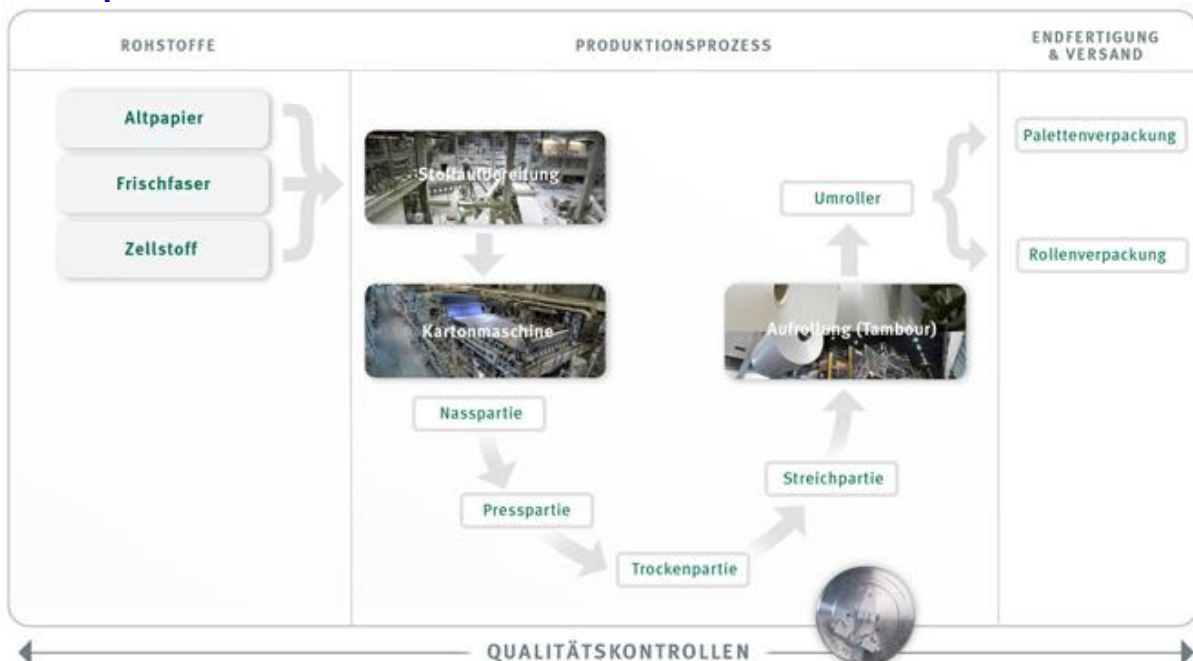 ROHSTOFFE
PRODUKTIONSPROZESS
ENDFERTIGUNG
& VERSAND
Altpapier
Frischfaser
Zellstoff
Stoffaufbereitung
Kartonmaschine
Nasspartie
Presspartie
Trockenpartie
Streichpartie
Aufrollung (Tambour)
Umroller
Palettenverpackung
Rollenverpackung
QUALITÄTSKONTROLLEN